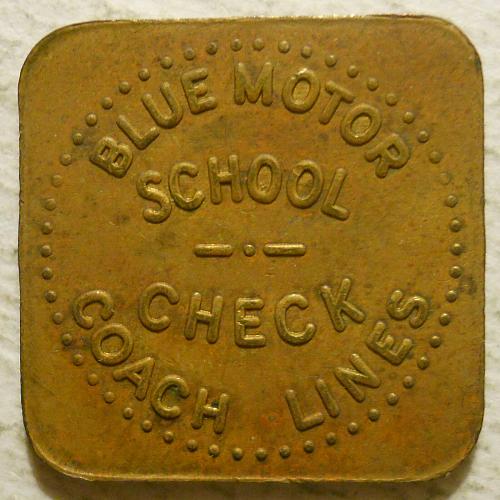 BLUE MOTOR
SCHOOL
CHECK
COACH LINES